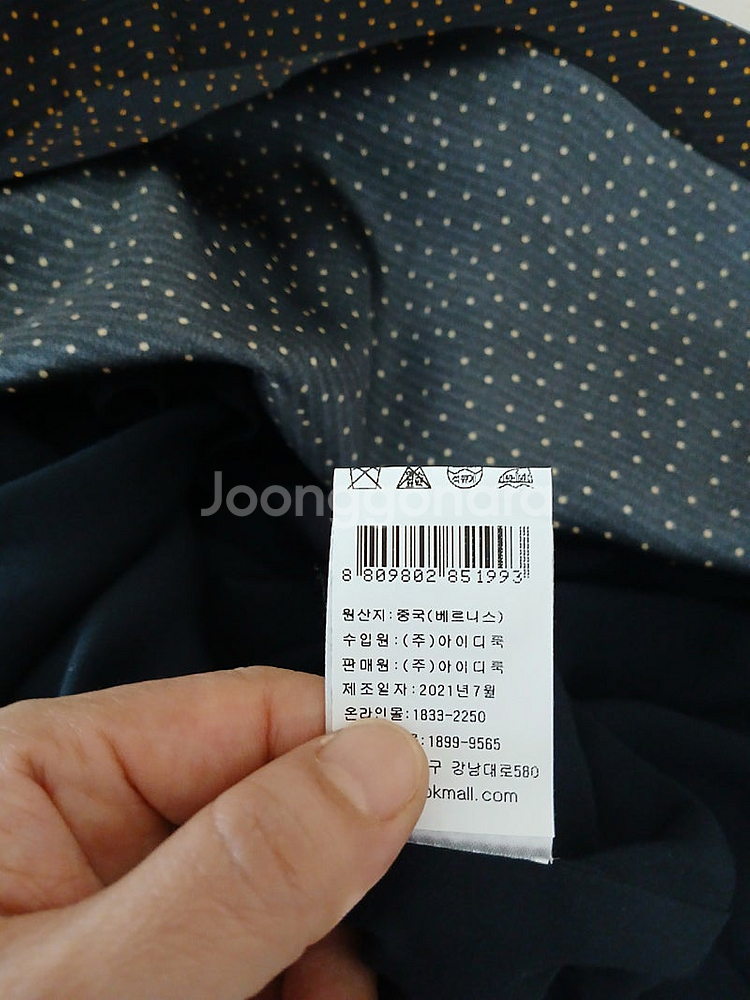 Joonggonara
8 809802 851993
원산지:중국(베르니스)
수입원:(주)아이디룩
판매원:(주)아이디룩
제조일자:2021년7월
온라인몰:1833-2250
:1899-9565
구 강남대로580
okmall.com